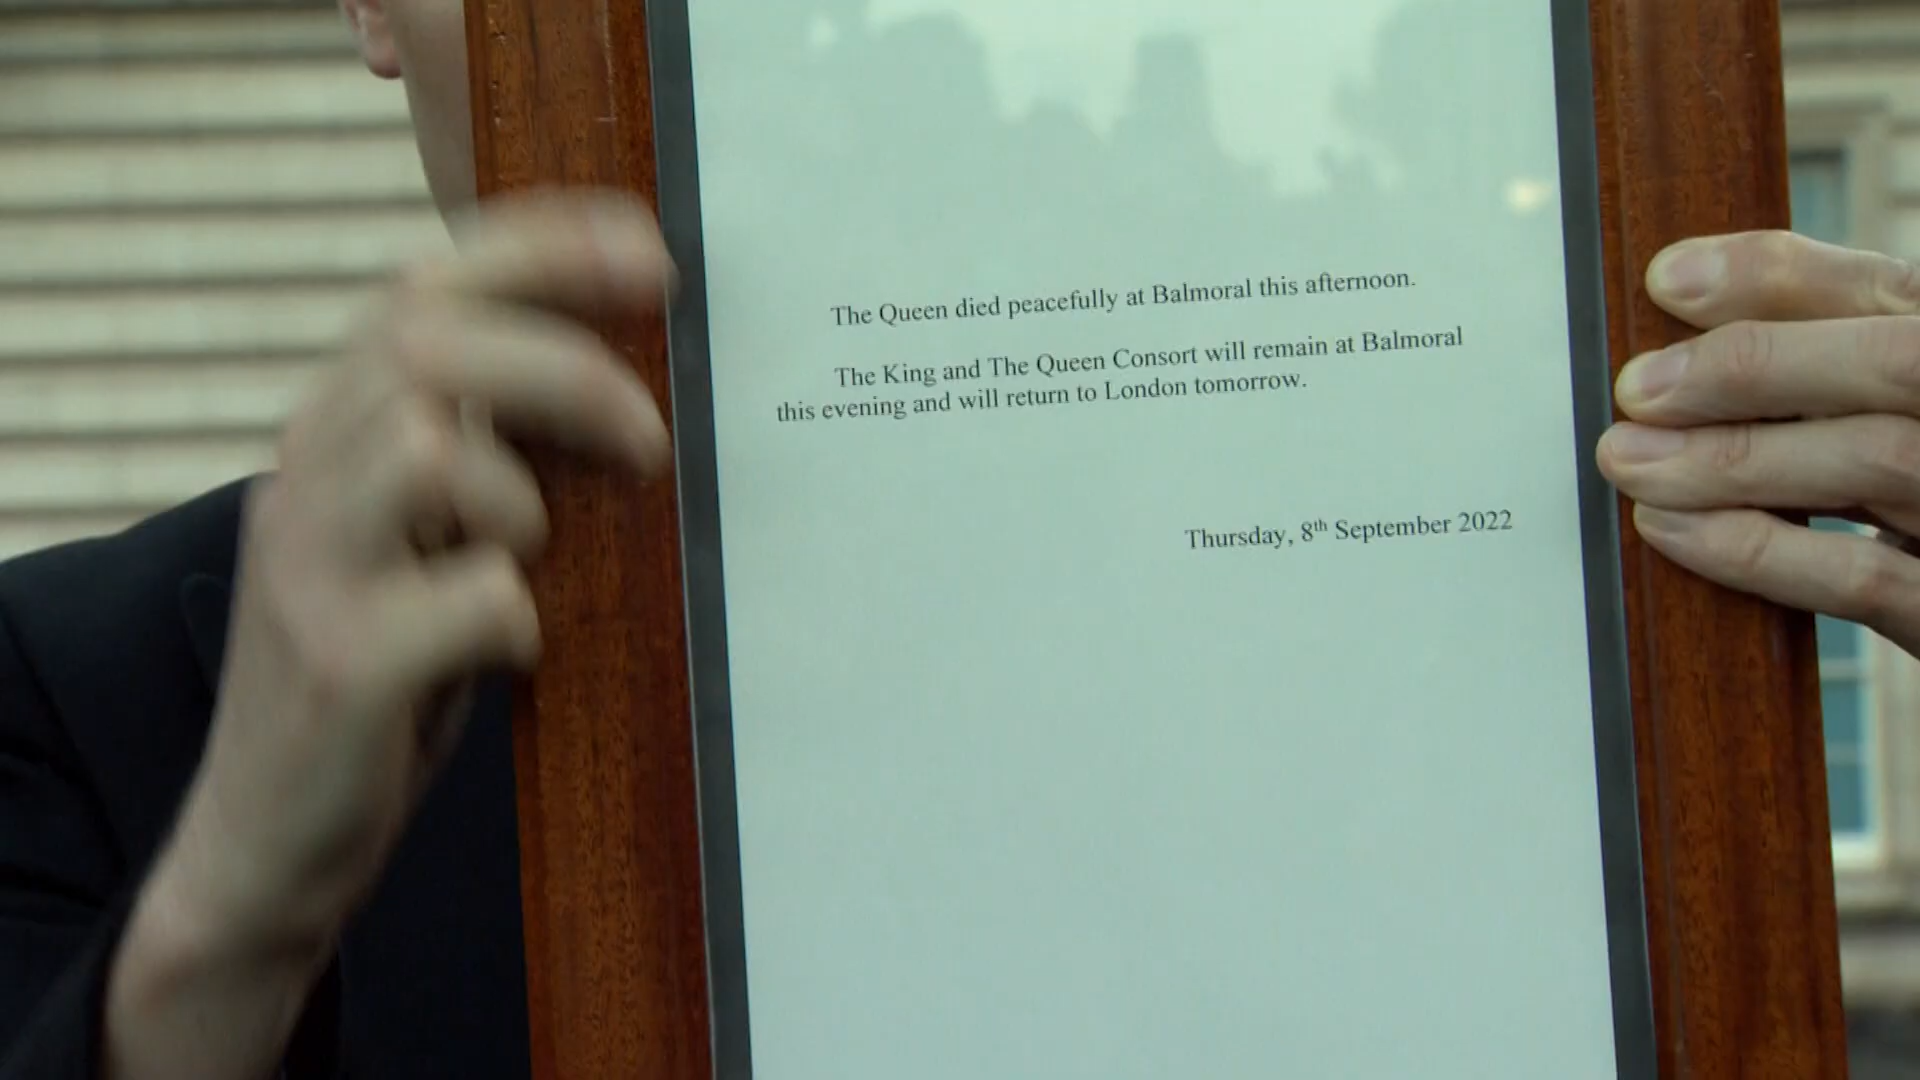 The Queen died peacefully at Balmoral this afternoon.
The King and The Queen Consort will remain at Balmoral
this evening and will return to London tomorrow.
Thursday, 8th September 2022